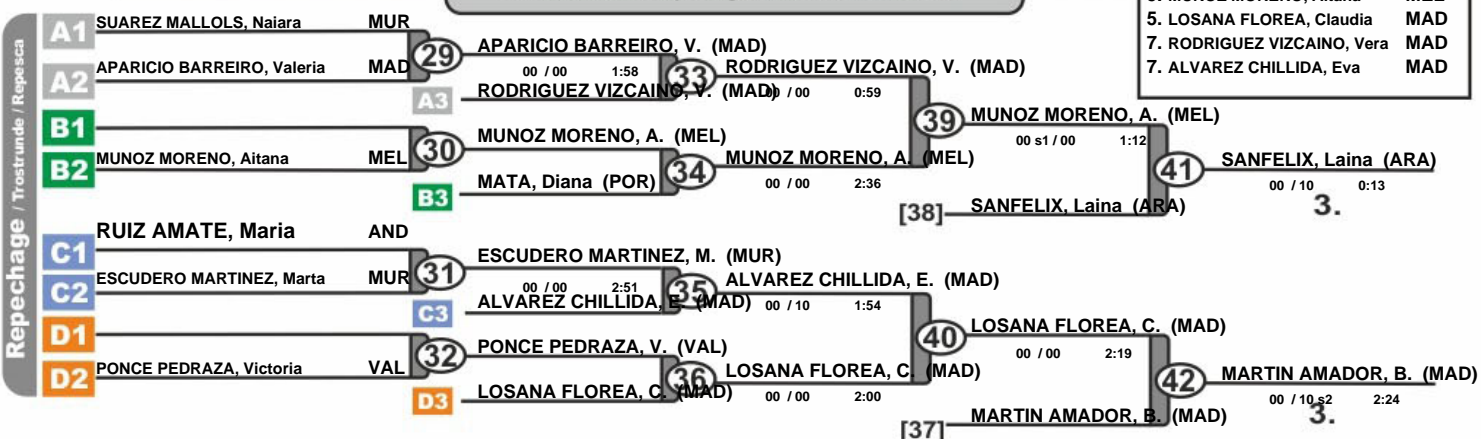 5. LOSANA FLOREA, Claudia MAD
7. RODRIGUEZ VIZCAINO, Vera MAD
7. ALVAREZ CHILLIDA, Eva MAD
Repechage / Trostrunde / Repesca
A1 SUAREZ MALLOLS, Naiara MUR
A2 APARICIO BARREIRO, Valeria MAD
B1
B2 MUNOZ MORENO, Aitana MEL
C1 RUIZ AMATE, Maria AND
C2 ESCUDERO MARTINEZ, Marta MUR
D1
D2 PONCE PEDRAZA, Victoria VAL
29
30
31
32
APARICIO BARREIRO, V. (MAD)
00 / 00 1:58
A3 RODRIGUEZ VIZCAINO, V. (MAD)
MUNOZ MORENO, A. (MEL)
B3 MATA, Diana (POR)
ESCUDERO MARTINEZ, M. (MUR)
00 / 00 2:51
C3 ALVAREZ CHILLIDA, E. (MAD)
PONCE PEDRAZA, V. (VAL)
D3 LOSANA FLOREA, C. (MAD)
33
34
35
36
RODRIGUEZ VIZCAINO, V. (MAD)
00 / 00 0:59
MUNOZ MORENO, A. (MEL)
00 / 00 2:36
ALVAREZ CHILLIDA, E. (MAD)
00 / 10 1:54
LOSANA FLOREA, C. (MAD)
00 / 00 2:00
39
40
MUNOZ MORENO, A. (MEL)
00 s1 / 00 1:12
[38] SANFELIX, Laina (ARA)
LOSANA FLOREA, C. (MAD)
00 / 00 2:19
[37] MARTIN AMADOR, B. (MAD)
41
42
SANFELIX, Laina (ARA)
00 / 10 0:13
3.
MARTIN AMADOR, B. (MAD)
00 / 10 s2 2:24
3.